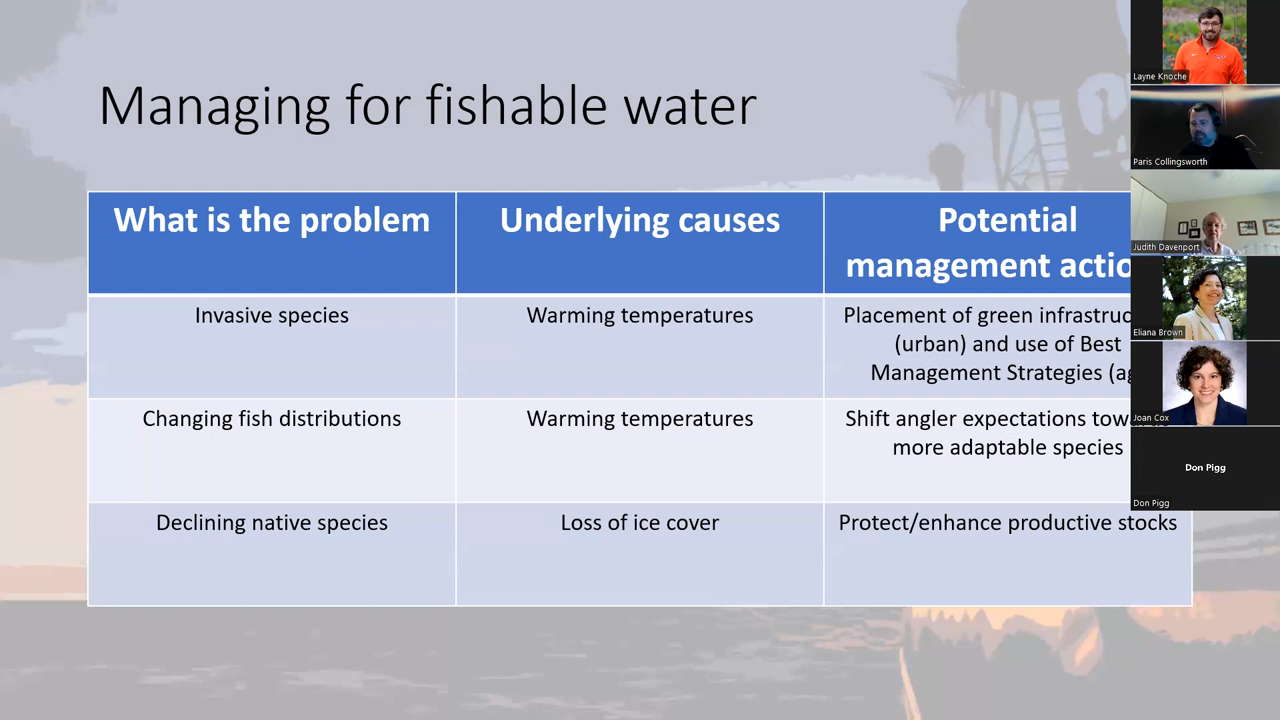 Managing for fishable water
What is the problem
Underlying causes
Potential
management actio
Invasive species
Warming temperatures
Placement of green infrastruc
(urban) and use of Best
Management Strategies (ag
Changing fish distributions
Warming temperatures
Shift angler expectations
more adaptable species
Declining native species
Loss of ice cover
Protect/enhance productive stocks
Layne Knoche
Paris Collingsworth
Judith Davenport
Eliana Brown
Joan Cox
Don Pigg
Don Pigg